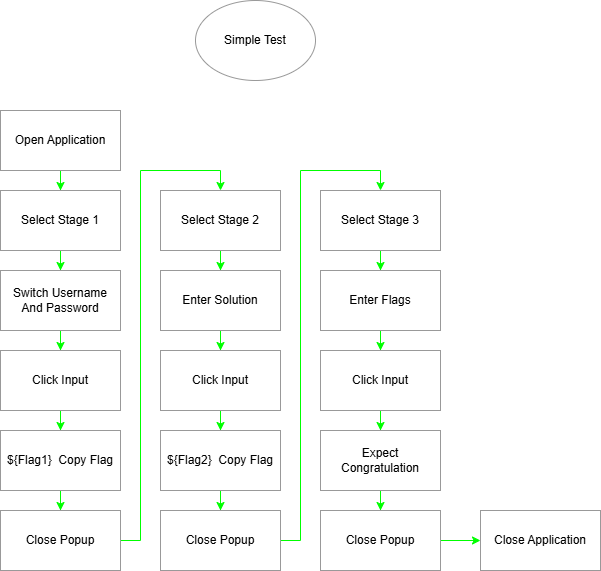 Simple Test
Open Application
Select Stage 1
Switch Username
And Password
Click Input
${Flag1}  Copy Flag
Close Popup
Select Stage 2
Enter Solution
Click Input
${Flag2}  Copy Flag
Close Popup
Select Stage 3
Enter Flags
Click Input
Expect
Congratulation
Close Popup
Close Application